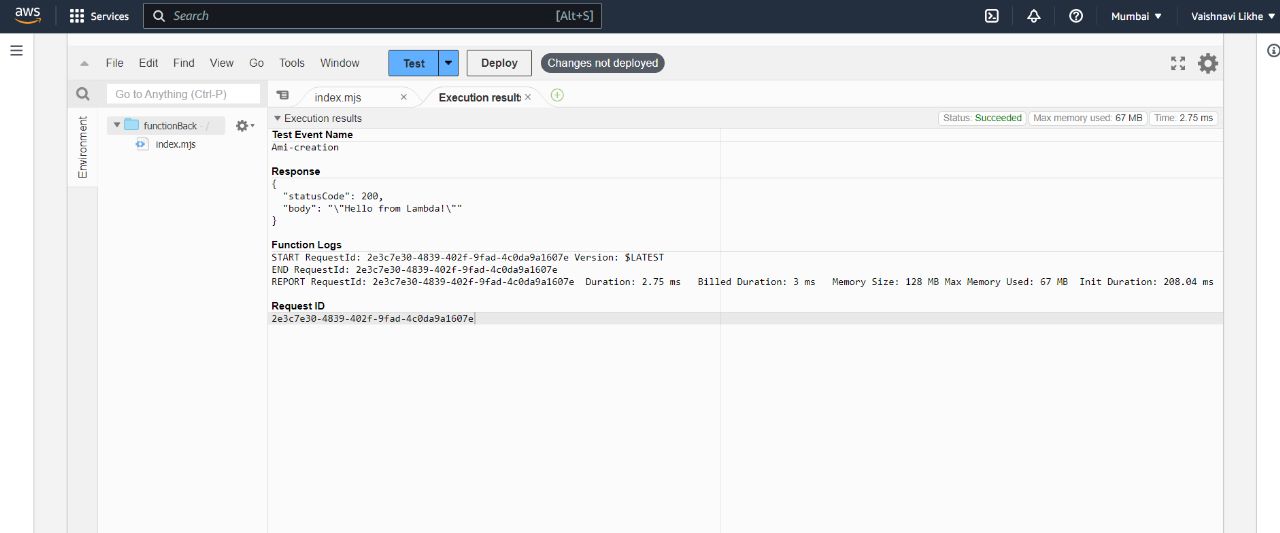 aws Services Search [Alt+S] Mumbai ▼ Vaishnavi Likhe ▼
File Edit Find View Go Tools Window Test Deploy Changes not deployed
Go to Anything (Ctrl-P) index.mjs × Execution results ×
Environment
functionBack - /
index.mjs
Execution results Status: Succeeded Max memory used: 67 MB Time: 2.75 ms
Test Event Name
Ami-creation
Response
{
"statusCode": 200,
"body": "\"Hello from Lambda!\""
}
Function Logs
START RequestId: 2e3c7e30-4839-402f-9fad-4c0da9a1607e Version: $LATEST
END RequestId: 2e3c7e30-4839-402f-9fad-4c0da9a1607e
REPORT RequestId: 2e3c7e30-4839-402f-9fad-4c0da9a1607e Duration: 2.75 ms Billed Duration: 3 ms Memory Size: 128 MB Max Memory Used: 67 MB Init Duration: 208.04 ms
Request ID
2e3c7e30-4839-402f-9fad-4c0da9a1607e